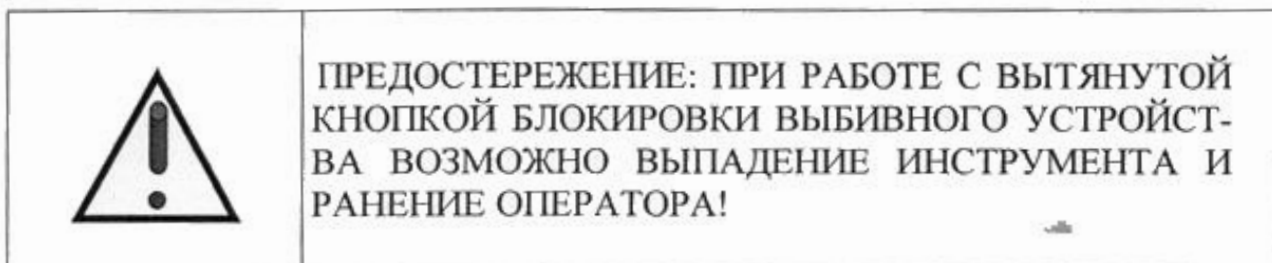 ПРЕДОСТЕРЕЖЕНИЕ: ПРИ РАБОТЕ С ВЫТЯНУТОЙ
КНОПКОЙ БЛОКИРОВКИ ВЫБИВНОГО УСТРОЙСТ-
ВА ВОЗМОЖНО ВЫПАДЕНИЕ ИНСТРУМЕНТА И
РАНЕНИЕ ОПЕРАТОРА!